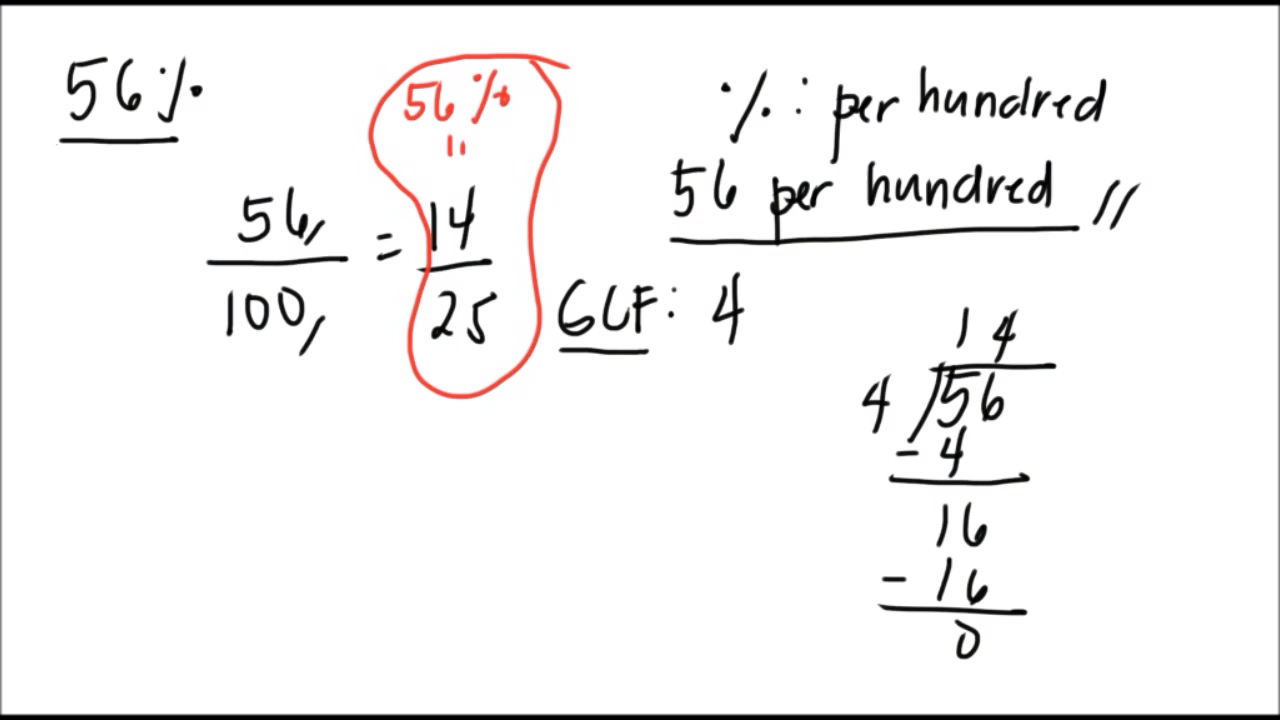 56%
56%
=
% : per hundred
56 per hundred //
56/100 = 14/25
GCF: 4
14
4)56
- 4
16
- 16
0